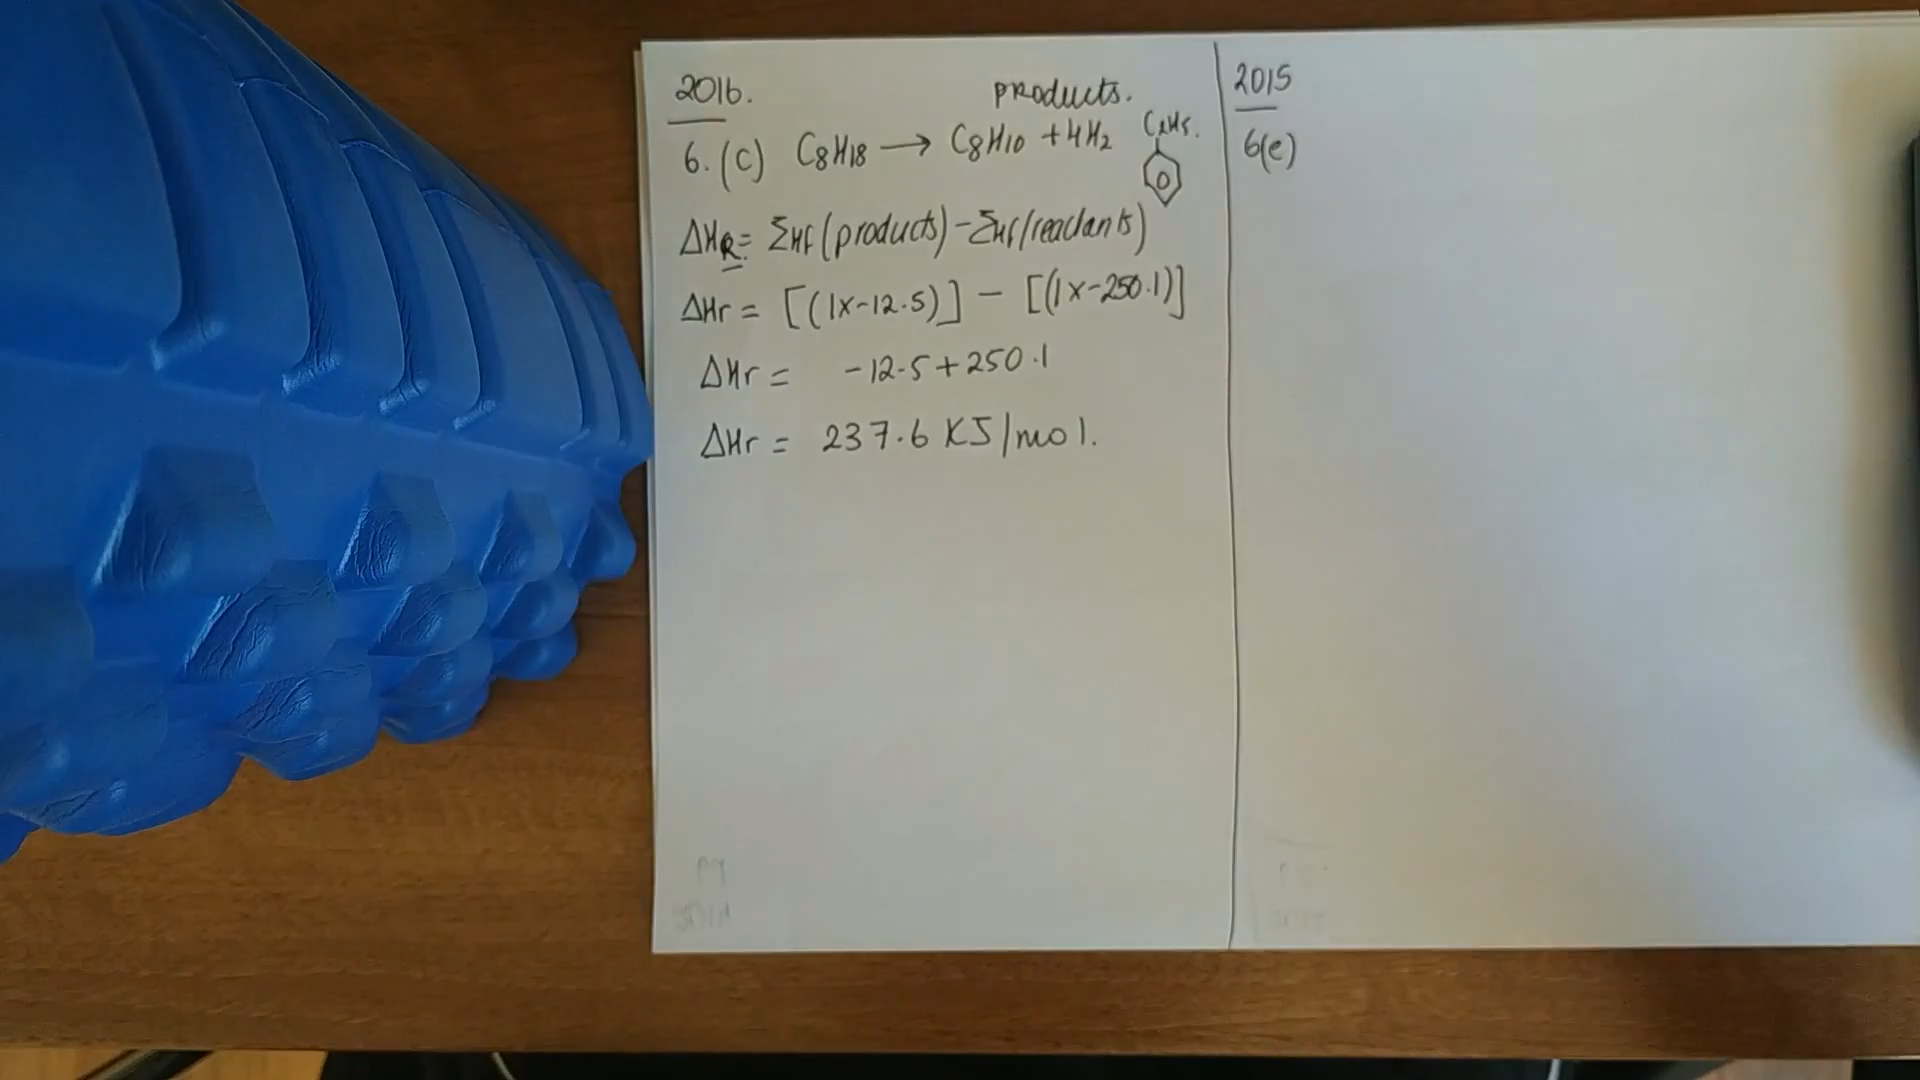 2016.
products.
6. (C) C8H18 → C8H10 + 4H2
C2H5.
ΔHR = ΣHf (products) - ΣHf (reactants)
ΔHr = [(1x-12.5)] - [(1x-250.1)]
ΔHr = -12.5+250.1
ΔHr = 237.6 KJ/mol.
2015
6(e)